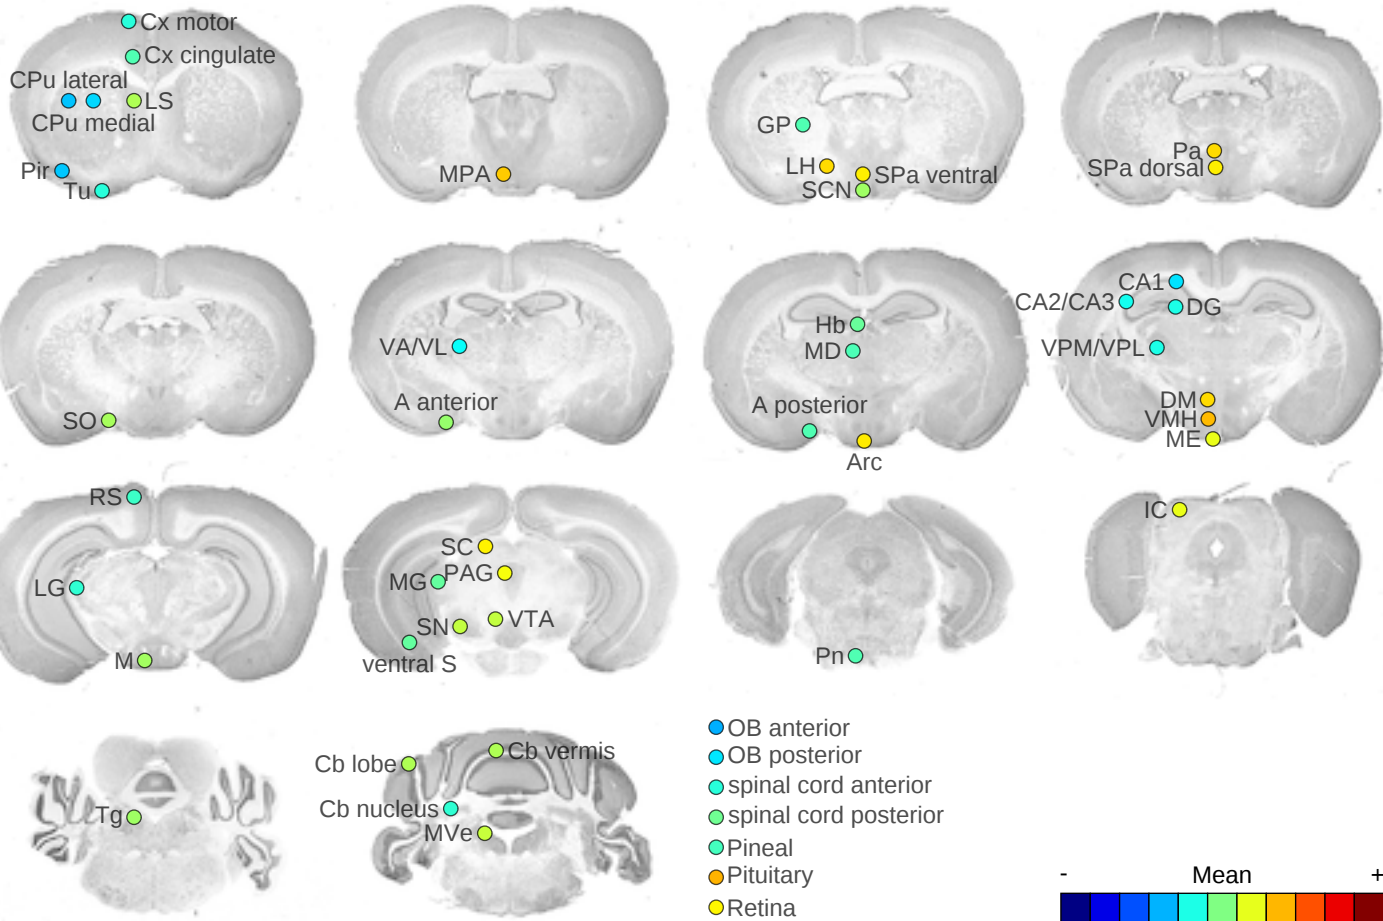 Cx motor
Cx cingulate
CPu lateral
LS
CPu medial
Pir
Tu
MPA
GP
LH
SPa ventral
SCN
Pa
SPa dorsal
SO
VA/VL
A anterior
Hb
MD
A posterior
Arc
CA1
CA2/CA3
DG
VPM/VPL
DM
VMH
ME
RS
LG
M
SC
PAG
MG
VTA
SN
ventral S
Pn
IC
Tg
Cb vermis
Cb lobe
Cb nucleus
MVe
OB anterior
OB posterior
spinal cord anterior
spinal cord posterior
Pineal
Pituitary
Retina
- Mean +